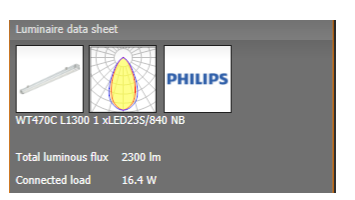 Luminaire data sheet
PHILIPS
WT470C L1300 1 xLED23S/840 NB
Total luminous flux 2300 lm
Connected load 16.4 W